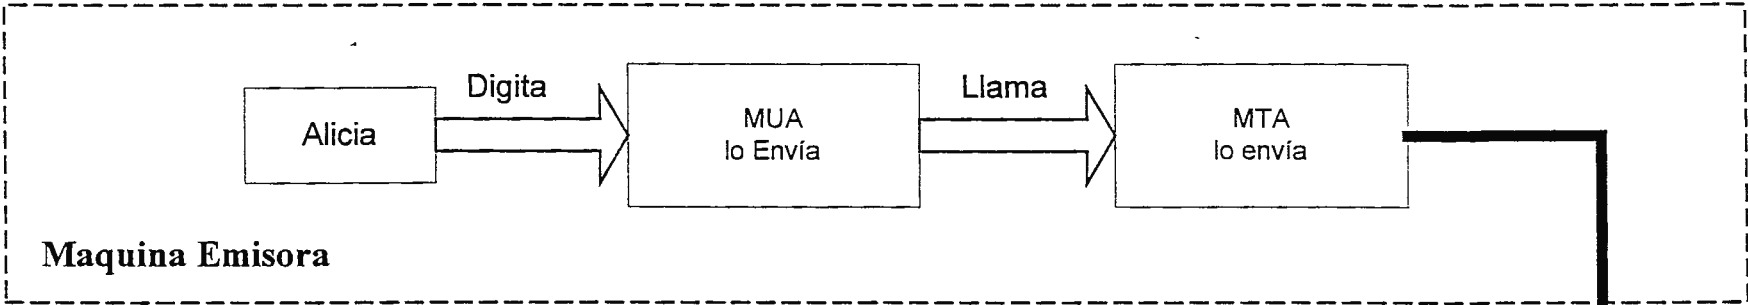 Digita
Llama
Alicia
MUA
lo Envía
MTA
lo envía
Maquina Emisora